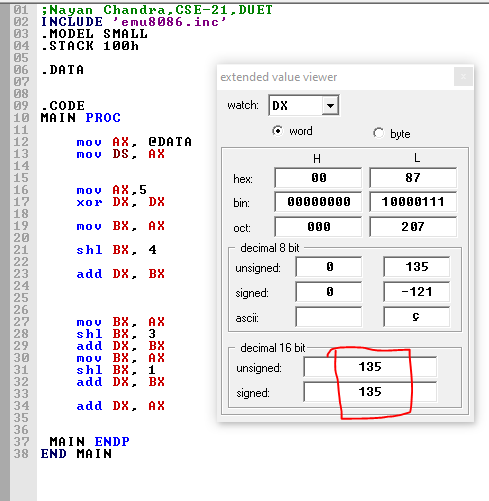 01 ;Nayan Chandra,CSE-21,DUET
02 INCLUDE 'emu8086.inc'
03 .MODEL SMALL
04 .STACK 100h
05
06 .DATA
07
08
09 .CODE
10 MAIN PROC
11
12 mov AX, @DATA
13 mov DS, AX
14
15
16 mov AX,5
17 xor DX, DX
18
19 mov BX, AX
20
21 shl BX, 4
22
23 add DX, BX
24
25
26
27 mov BX, AX
28 shl BX, 3
29 add DX, BX
30 mov BX, AX
31 shl BX, 1
32 add DX, BX
33
34 add DX, AX
35
36
37 MAIN ENDP
38 END MAIN
extended value viewer
watch: DX
word byte
H L
hex: 00 87
bin: 00000000 10000111
oct: 000 207
decimal 8 bit
unsigned: 0 135
signed: 0 -121
ascii: ç
decimal 16 bit
unsigned: 135
signed: 135